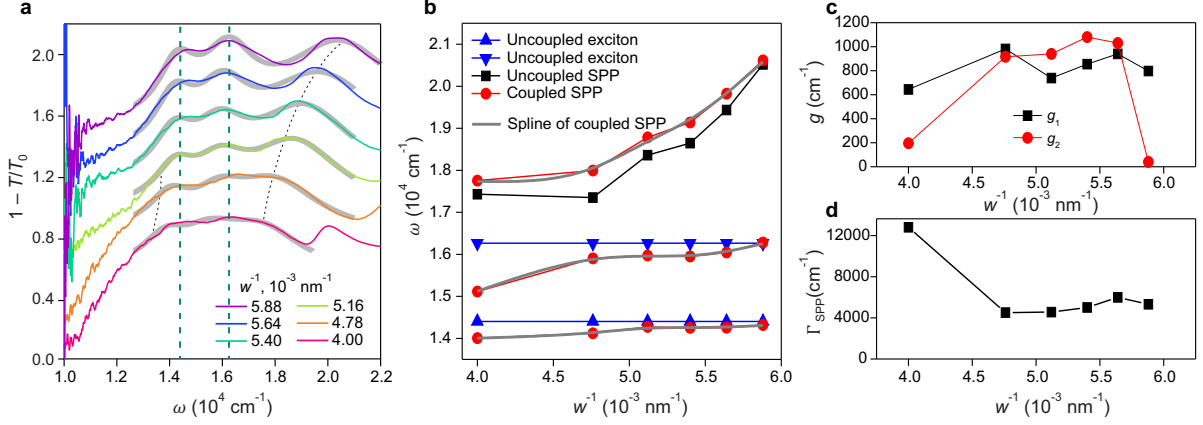 a
1 − T/T0
2.0
1.6
1.2
0.8
0.4
0.0
w-1, 10-3 nm-1
5.88
5.64
5.40
5.16
4.78
4.00
1.0 1.2 1.4 1.6 1.8 2.0 2.2
ω (10⁴ cm-1)
b
ω (10⁴ cm-1)
2.1
2.0
1.9
1.8
1.7
1.6
1.5
1.4
Uncoupled exciton
Uncoupled exciton
Uncoupled SPP
Coupled SPP
Spline of coupled SPP
4.0 4.5 5.0 5.5 6.0
w-1 (10-3 nm-1)
c
g (cm-1)
1200
1000
800
600
400
200
0
g1
g2
4.0 4.5 5.0 5.5 6.0
w-1 (10-3 nm-1)
d
ΓSPP(cm-1)
12000
8000
4000
0
4.0 4.5 5.0 5.5 6.0
w-1 (10-3 nm-1)